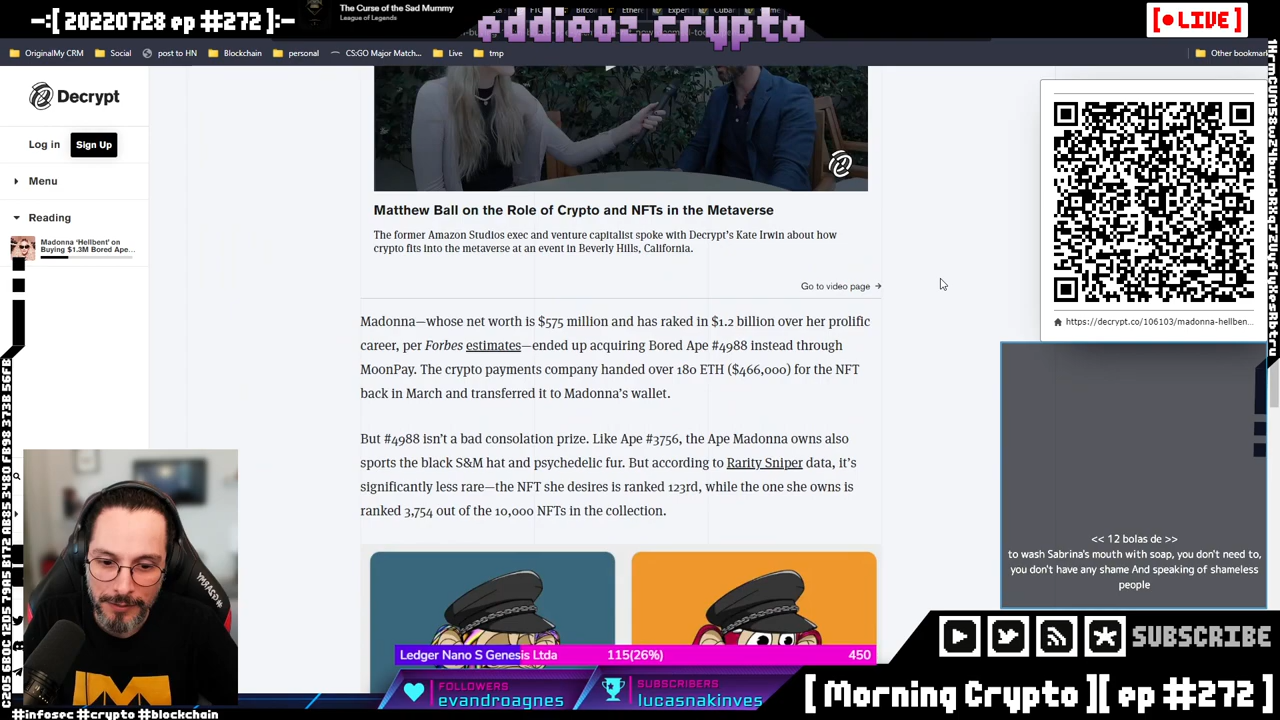 -:[ 20220728 ep #272 ]:-
The Curse of the Sad Mummy
League of Legends
eddieoz.crypto
[ • LIVE ]
OriginalMy CRM
Social
post to HN
Blockchain
personal
CS:GO Major Match...
Live
tmp
Other bookmar
Decrypt
Log in
Sign Up
Menu
Reading
Madonna 'Hellbent' on
Buying $1.3M Bored Ape...
Matthew Ball on the Role of Crypto and NFTs in the Metaverse
The former Amazon Studios exec and venture capitalist spoke with Decrypt's Kate Irwin about how
crypto fits into the metaverse at an event in Beverly Hills, California.
Go to video page →
Madonna—whose net worth is $575 million and has raked in $1.2 billion over her prolific
career, per Forbes estimates—ended up acquiring Bored Ape #4988 instead through
MoonPay. The crypto payments company handed over 180 ETH ($466,000) for the NFT
back in March and transferred it to Madonna's wallet.
But #4988 isn't a bad consolation prize. Like Ape #3756, the Ape Madonna owns also
sports the black S&M hat and psychedelic fur. But according to Rarity Sniper data, it's
significantly less rare—the NFT she desires is ranked 123rd, while the one she owns is
ranked 3,754 out of the 10,000 NFTs in the collection.
https://decrypt.co/106103/madonna-hellben...
<< 12 bolas de >>
to wash Sabrina's mouth with soap, you don't need to,
you don't have any shame And speaking of shameless
people
SUBSCRIBE
Ledger Nano S Genesis Ltda
115(26%)
450
FOLLOWERS
evandroagnes
SUBSCRIBERS
lucasnakinves
[ Morning Crypto ][ ep #272 ]
#infosec #crypto #blockchain